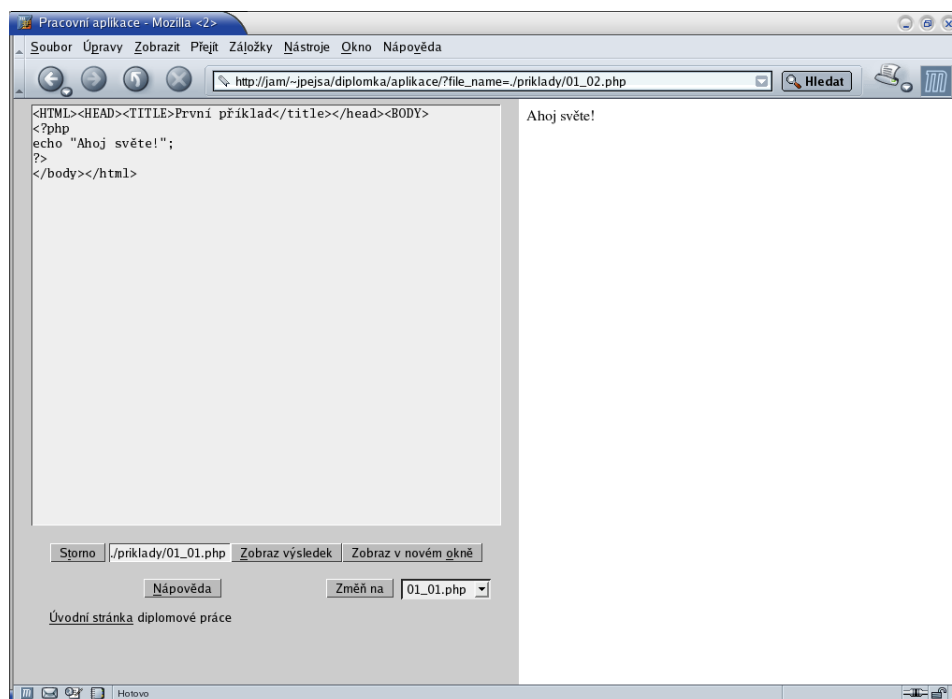 Pracovní aplikace - Mozilla <2>
Soubor Úpravy Zobrazit Přejít Záložky Nástroje Okno Nápověda
http://jam/~jpejsa/diplomka/aplikace/?file_name=./priklady/01_02.php Hledat
<HTML><HEAD><TITLE>První příklad</title></head><BODY>
<?php
echo "Ahoj světe!";
?>
</body></html>
Ahoj světe!
Storno ./priklady/01_01.php Zobraz výsledek Zobraz v novém okně
Nápověda Změň na 01_01.php
Úvodní stránka diplomové práce
Hotovo